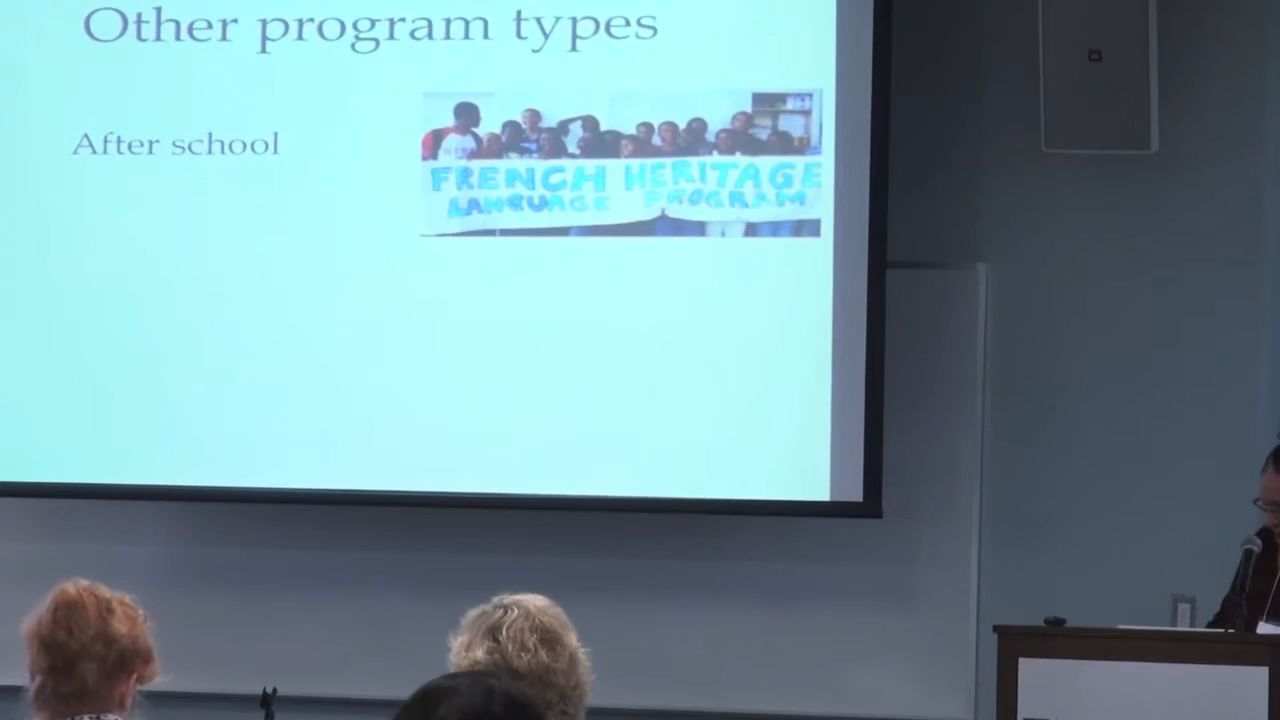 Other program types
After school
FRENCH HERITAGE
LANGUAGE PROGRAM